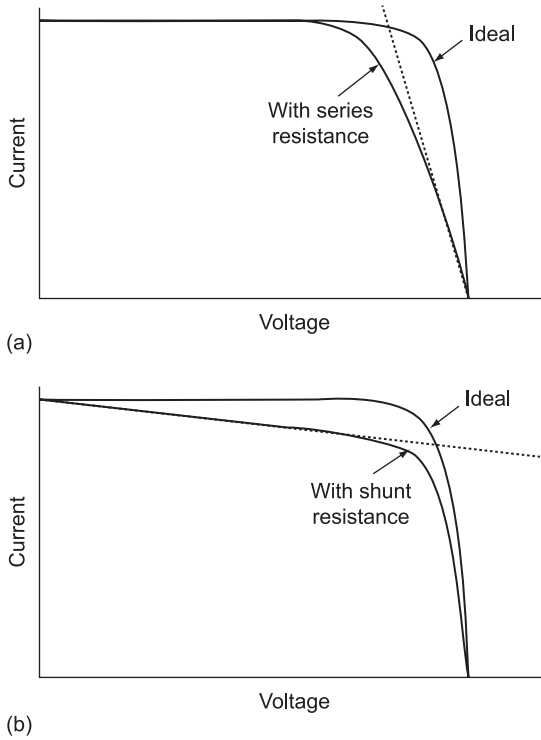 Ideal
With series
resistance
Current
Voltage
(a)
Ideal
With shunt
resistance
Current
Voltage
(b)